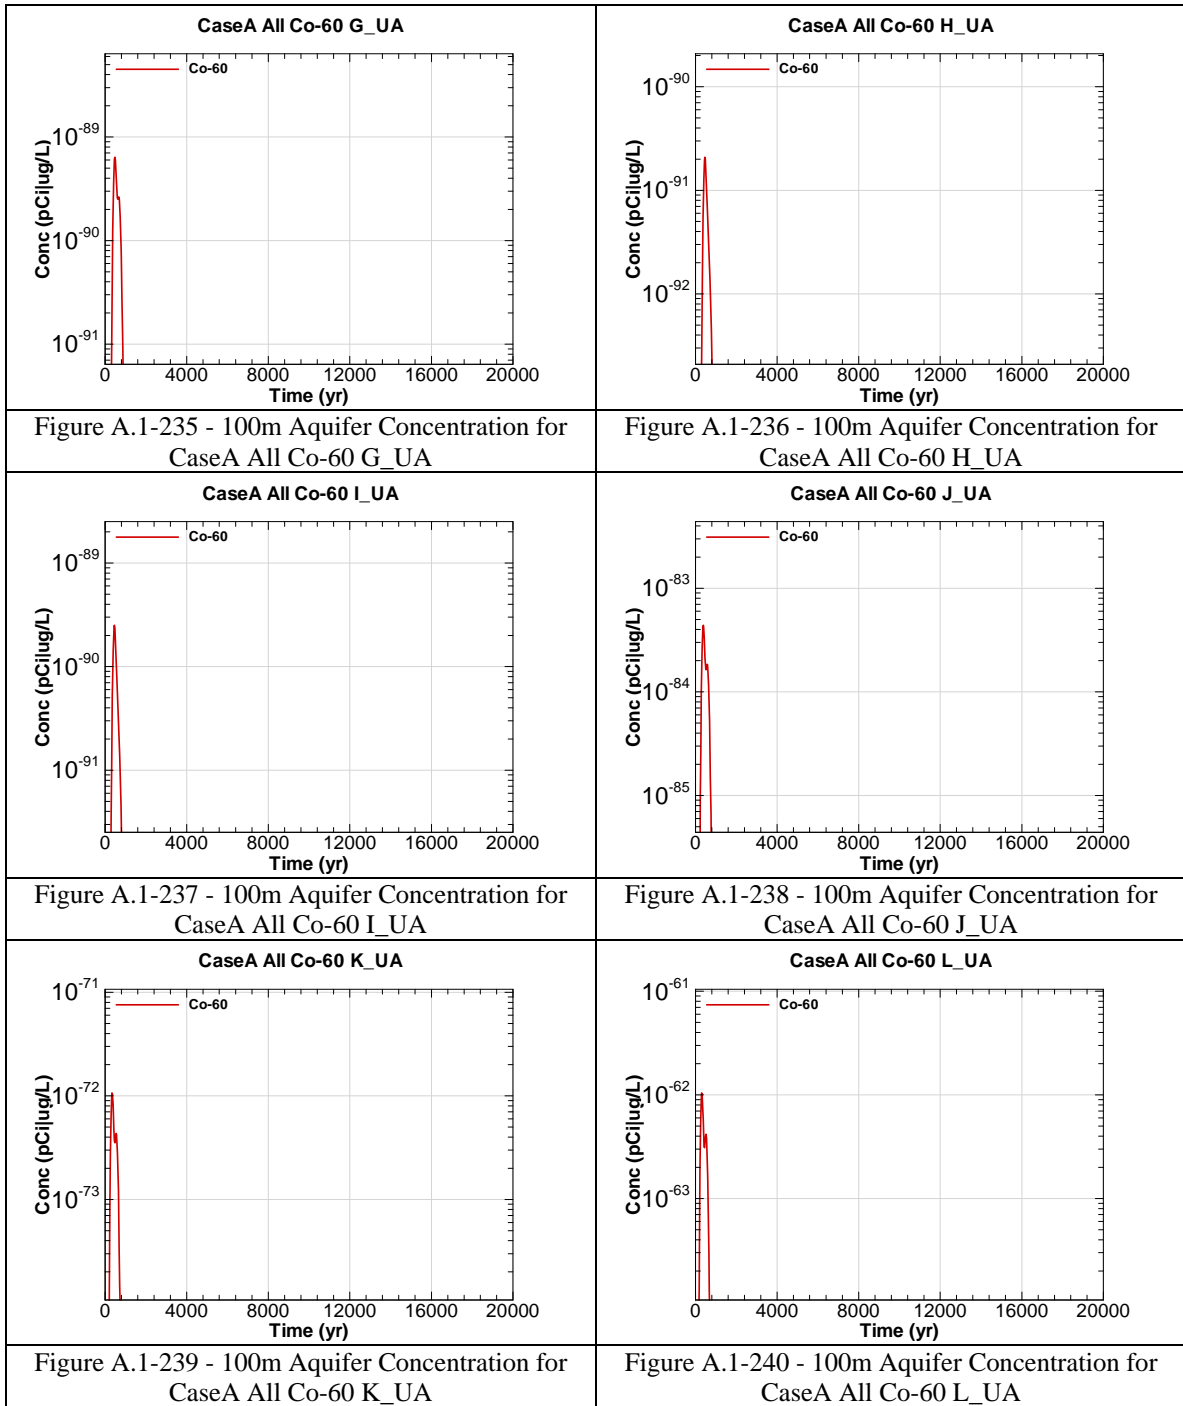 CaseA All Co-60 G_UA
Co-60
10-89
10-90
10-91
Conc (pCi|ug/L)
0 4000 8000 12000 16000 20000
Time (yr)
Figure A.1-235 - 100m Aquifer Concentration for
CaseA All Co-60 G_UA
CaseA All Co-60 H_UA
Co-60
10-90
10-91
10-92
Conc (pCi|ug/L)
0 4000 8000 12000 16000 20000
Time (yr)
Figure A.1-236 - 100m Aquifer Concentration for
CaseA All Co-60 H_UA
CaseA All Co-60 I_UA
Co-60
10-89
10-90
10-91
Conc (pCi|ug/L)
0 4000 8000 12000 16000 20000
Time (yr)
Figure A.1-237 - 100m Aquifer Concentration for
CaseA All Co-60 I_UA
CaseA All Co-60 J_UA
Co-60
10-83
10-84
10-85
Conc (pCi|ug/L)
0 4000 8000 12000 16000 20000
Time (yr)
Figure A.1-238 - 100m Aquifer Concentration for
CaseA All Co-60 J_UA
CaseA All Co-60 K_UA
Co-60
10-71
10-72
10-73
Conc (pCi|ug/L)
0 4000 8000 12000 16000 20000
Time (yr)
Figure A.1-239 - 100m Aquifer Concentration for
CaseA All Co-60 K_UA
CaseA All Co-60 L_UA
Co-60
10-61
10-62
10-63
Conc (pCi|ug/L)
0 4000 8000 12000 16000 20000
Time (yr)
Figure A.1-240 - 100m Aquifer Concentration for
CaseA All Co-60 L_UA